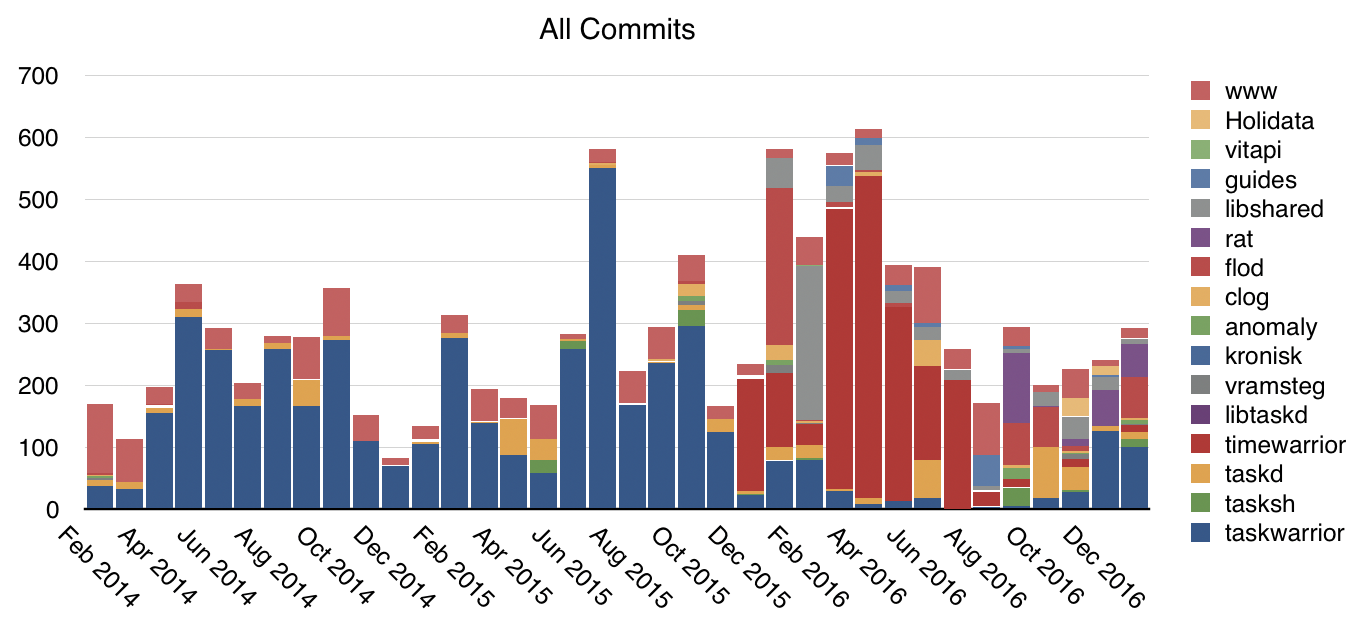 All Commits
700
600
500
400
300
200
100
0
Feb 2014
Apr 2014
Jun 2014
Aug 2014
Oct 2014
Dec 2014
Feb 2015
Apr 2015
Jun 2015
Aug 2015
Oct 2015
Dec 2015
Feb 2016
Apr 2016
Jun 2016
Aug 2016
Oct 2016
Dec 2016
www
Holidata
vitapi
guides
libshared
rat
flod
clog
anomaly
kronisk
vramsteg
libtaskd
timewarrior
taskd
tasksh
taskwarrior